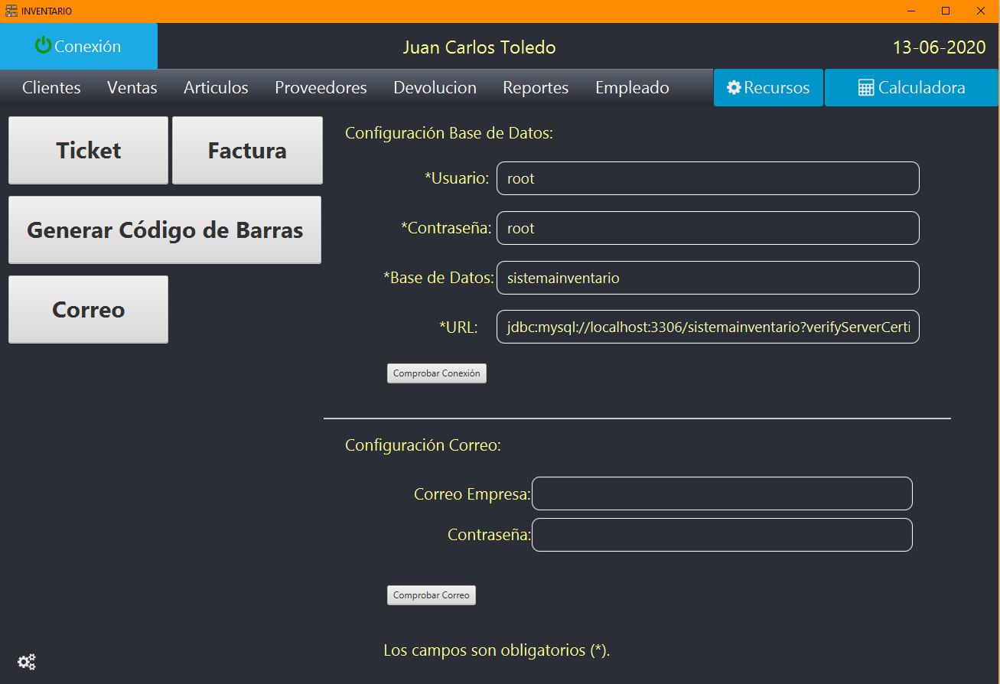 INVENTARIO
Conexión
Juan Carlos Toledo
13-06-2020
Clientes Ventas Articulos Proveedores Devolucion Reportes Empleado Recursos Calculadora
Ticket
Factura
Generar Código de Barras
Correo
Configuración Base de Datos:
*Usuario: root
*Contraseña: root
*Base de Datos: sistemainventario
*URL: jdbc:mysql://localhost:3306/sistemainventario?verifyServerCerti
Comprobar Conexión
Configuración Correo:
Correo Empresa:
Contraseña:
Comprobar Correo
Los campos son obligatorios (*).